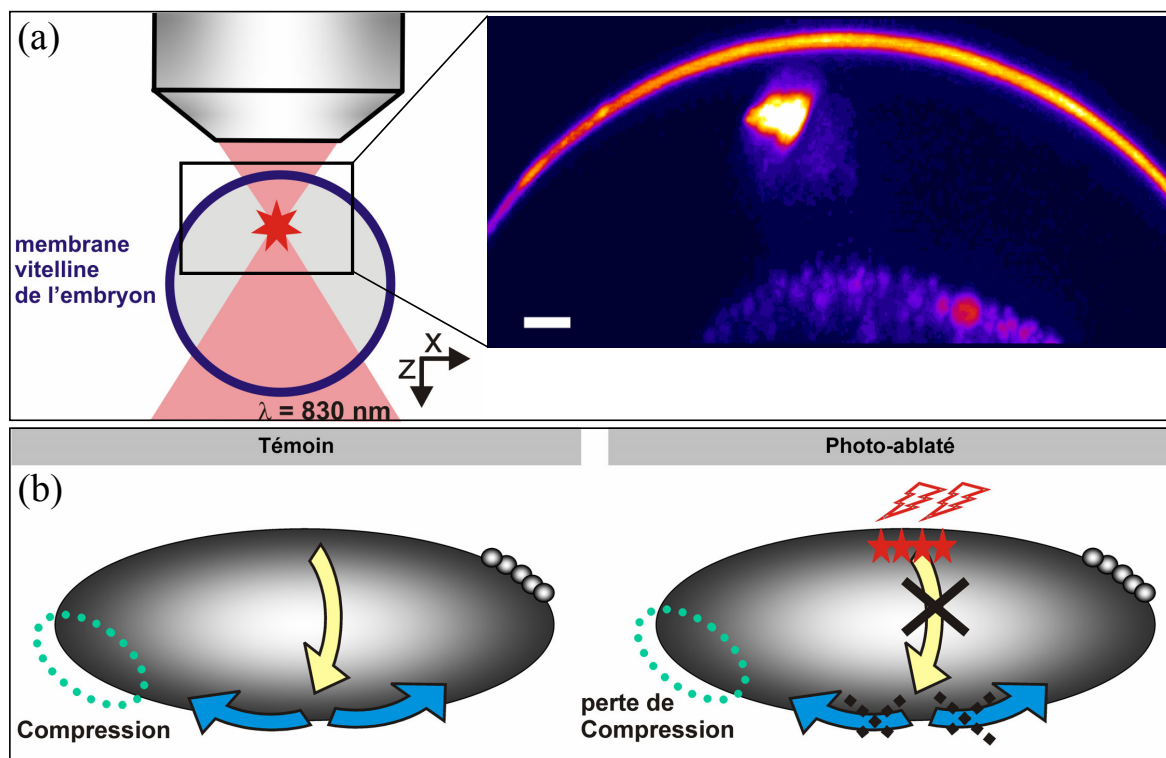 (a)
membrane
vitelline
de l'embryon
X
Z
λ = 830 nm
Témoin
Photo-ablaté
(b)
Compression
perte de
Compression